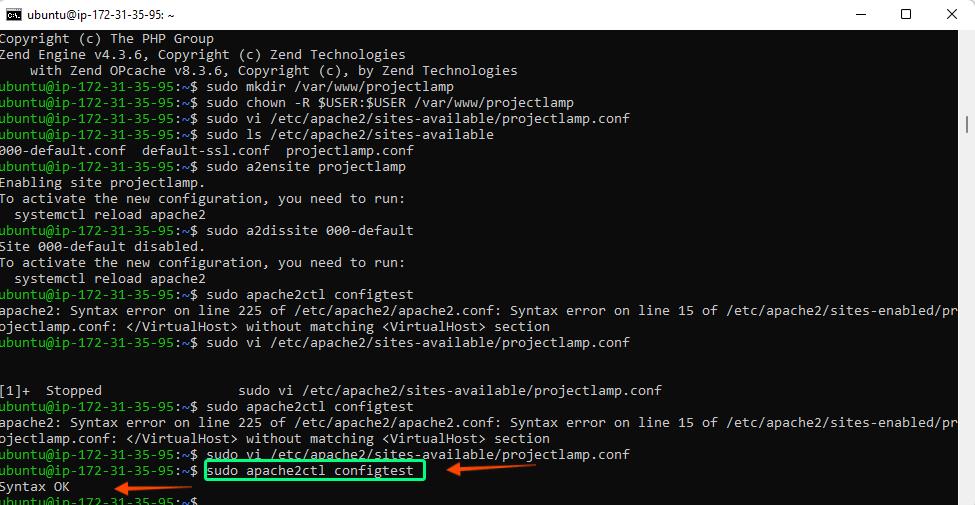 ubuntu@ip-172-31-35-95: ~
Copyright (c) The PHP Group
Zend Engine v4.3.6, Copyright (c) Zend Technologies
    with Zend OPcache v8.3.6, Copyright (c), by Zend Technologies
ubuntu@ip-172-31-35-95:~$ sudo mkdir /var/www/projectlamp
ubuntu@ip-172-31-35-95:~$ sudo chown -R $USER:$USER /var/www/projectlamp
ubuntu@ip-172-31-35-95:~$ sudo vi /etc/apache2/sites-available/projectlamp.conf
ubuntu@ip-172-31-35-95:~$ sudo ls /etc/apache2/sites-available
000-default.conf  default-ssl.conf  projectlamp.conf
ubuntu@ip-172-31-35-95:~$ sudo a2ensite projectlamp
Enabling site projectlamp.
To activate the new configuration, you need to run:
  systemctl reload apache2
ubuntu@ip-172-31-35-95:~$ sudo a2dissite 000-default
Site 000-default disabled.
To activate the new configuration, you need to run:
  systemctl reload apache2
ubuntu@ip-172-31-35-95:~$ sudo apache2ctl configtest
apache2: Syntax error on line 225 of /etc/apache2/apache2.conf: Syntax error on line 15 of /etc/apache2/sites-enabled/pr
ojectlamp.conf: </VirtualHost> without matching <VirtualHost> section
ubuntu@ip-172-31-35-95:~$ sudo vi /etc/apache2/sites-available/projectlamp.conf
[1]+  Stopped                 sudo vi /etc/apache2/sites-available/projectlamp.conf
ubuntu@ip-172-31-35-95:~$ sudo apache2ctl configtest
apache2: Syntax error on line 225 of /etc/apache2/apache2.conf: Syntax error on line 15 of /etc/apache2/sites-enabled/pr
ojectlamp.conf: </VirtualHost> without matching <VirtualHost> section
ubuntu@ip-172-31-35-95:~$ sudo vi /etc/apache2/sites-available/projectlamp.conf
ubuntu@ip-172-31-35-95:~$ sudo apache2ctl configtest
Syntax OK
ubuntu@ip-172-31-35-95:~$